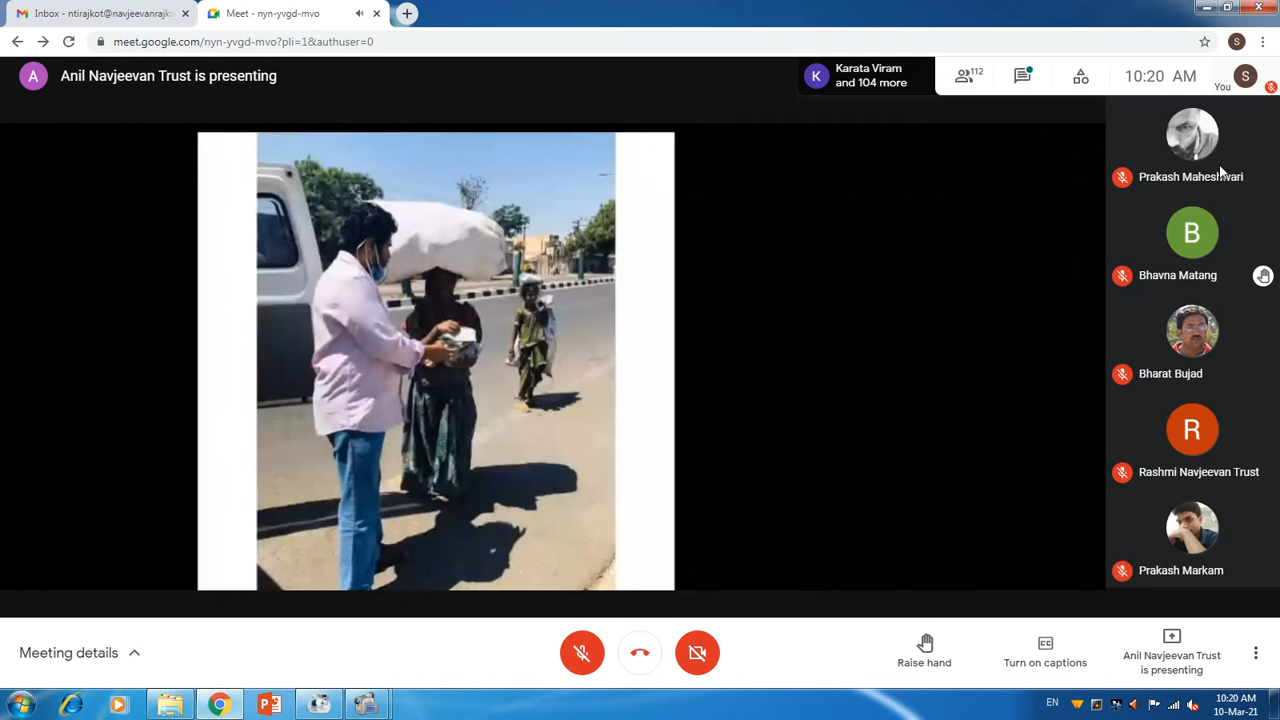 Inbox - ntirajkot@navjeevanrajko
Meet - nyn-yvgd-mvo
meet.google.com/nyn-yvgd-mvo?pli=1&authuser=0
S
A
Anil Navjeevan Trust is presenting
K
Karata Viram
and 104 more
112
10:20 AM
You
S
Prakash Maheshwari
B
Bhavna Matang
Bharat Bujad
R
Rashmi Navjeevan Trust
Prakash Markam
Meeting details
Raise hand
CC
Turn on captions
Anil Navjeevan Trust
is presenting
EN
10:20 AM
10-Mar-21